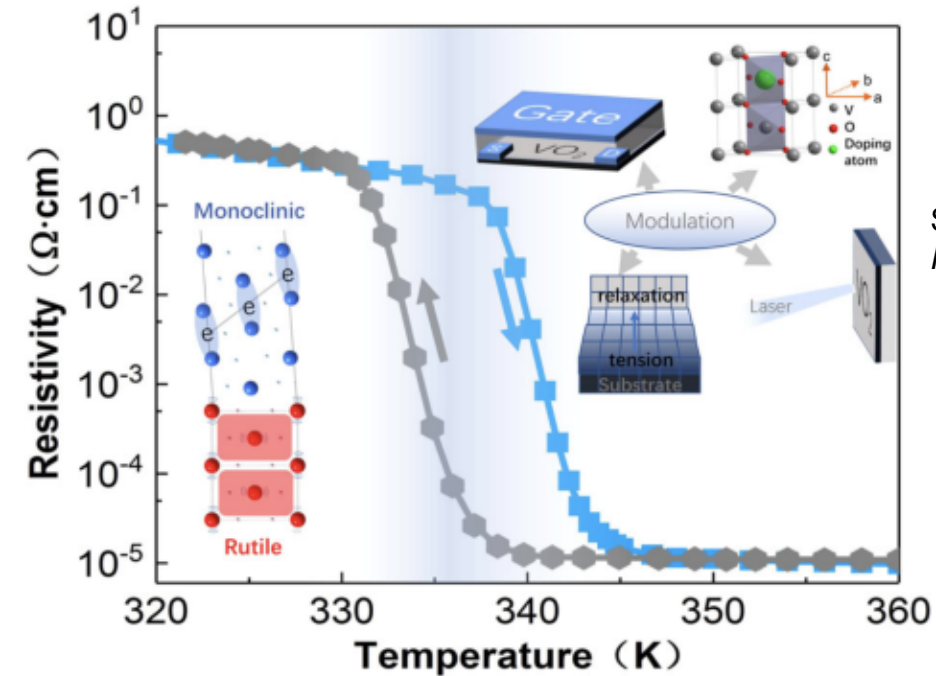 10¹
10⁰
10⁻¹
10⁻²
10⁻³
10⁻⁴
10⁻⁵
Resistivity（Ω·cm）
320
330
340
350
360
Temperature（K）
Monoclinic
e
e
e
Rutile
Gate
S
VO₂
D
c
b
a
V
O
Doping
atom
Modulation
relaxation
tension
Substrate
Laser
VO₂